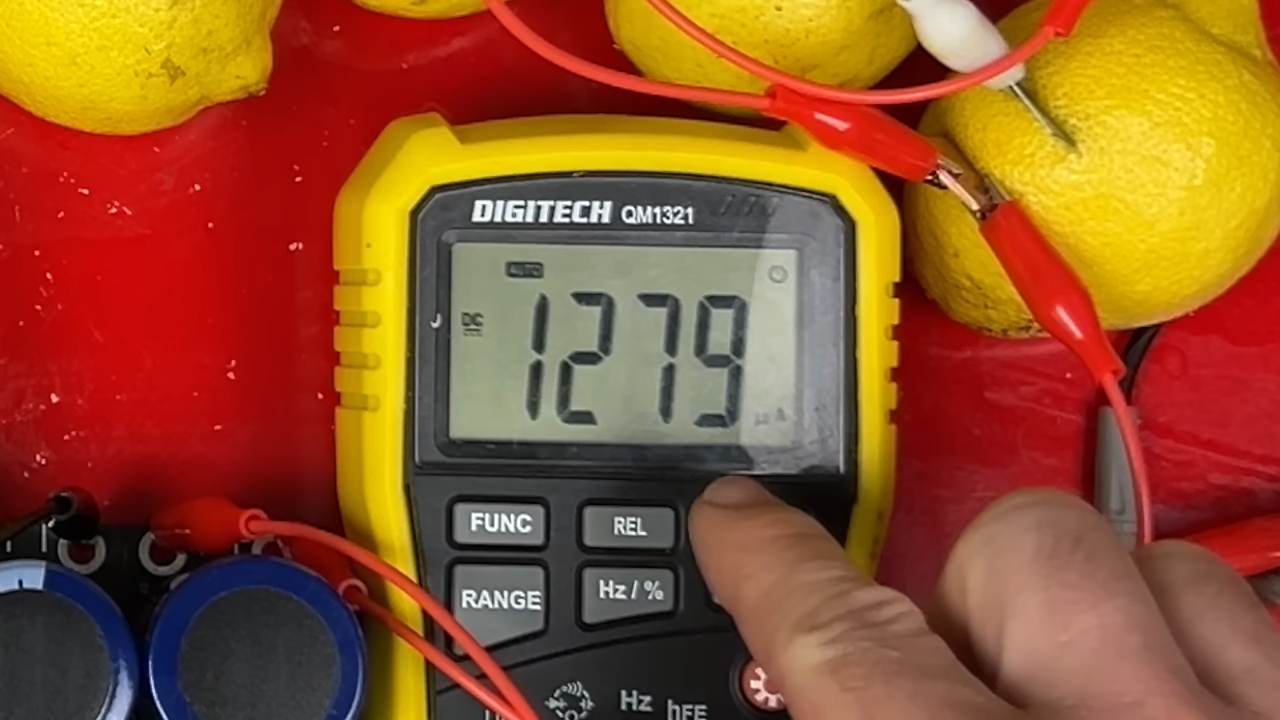 DIGITECH QM1321
AUTO
DC
1279
μA
FUNC
REL
RANGE
Hz / %
Hz
hFE